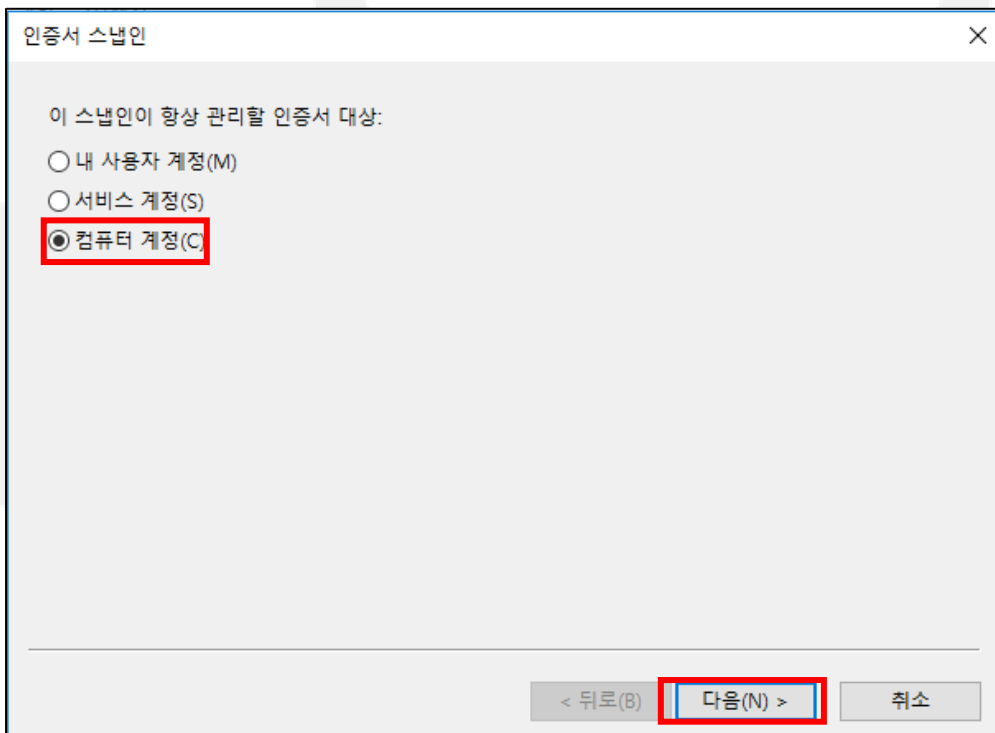 인증서 스냅인
이 스냅인이 항상 관리할 인증서 대상:
내 사용자 계정(M)
서비스 계정(S)
컴퓨터 계정(C)
< 뒤로(B) 다음(N) > 취소